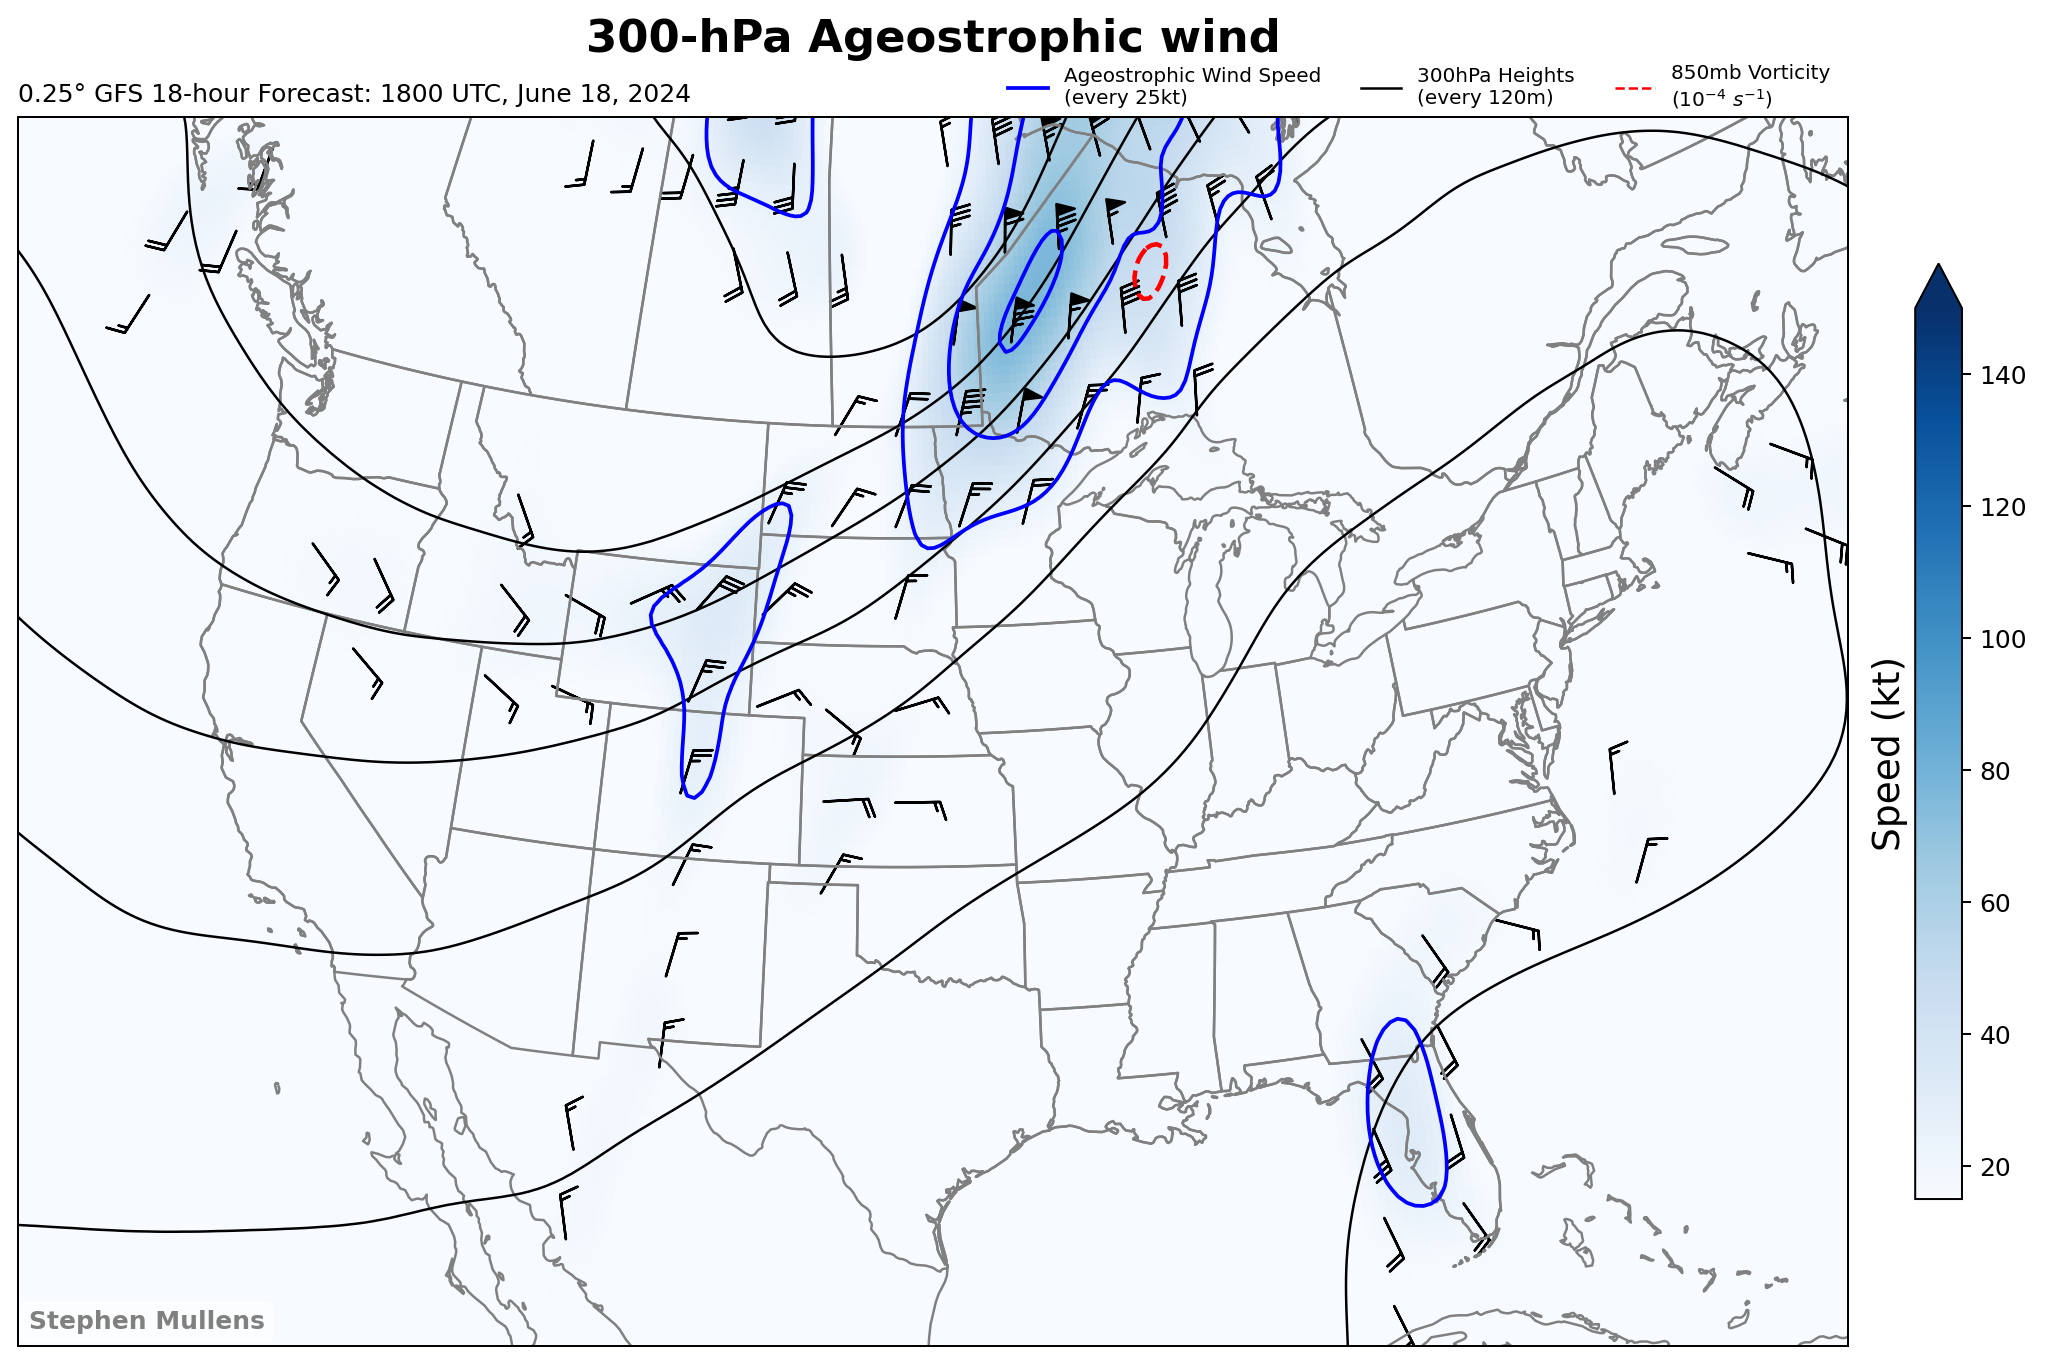 300-hPa Ageostrophic wind
0.25° GFS 18-hour Forecast: 1800 UTC, June 18, 2024
Ageostrophic Wind Speed
(every 25kt)
300hPa Heights
(every 120m)
850mb Vorticity
(10⁻⁴ s⁻¹)
140
120
100
80
60
40
20
Speed (kt)
Stephen Mullens